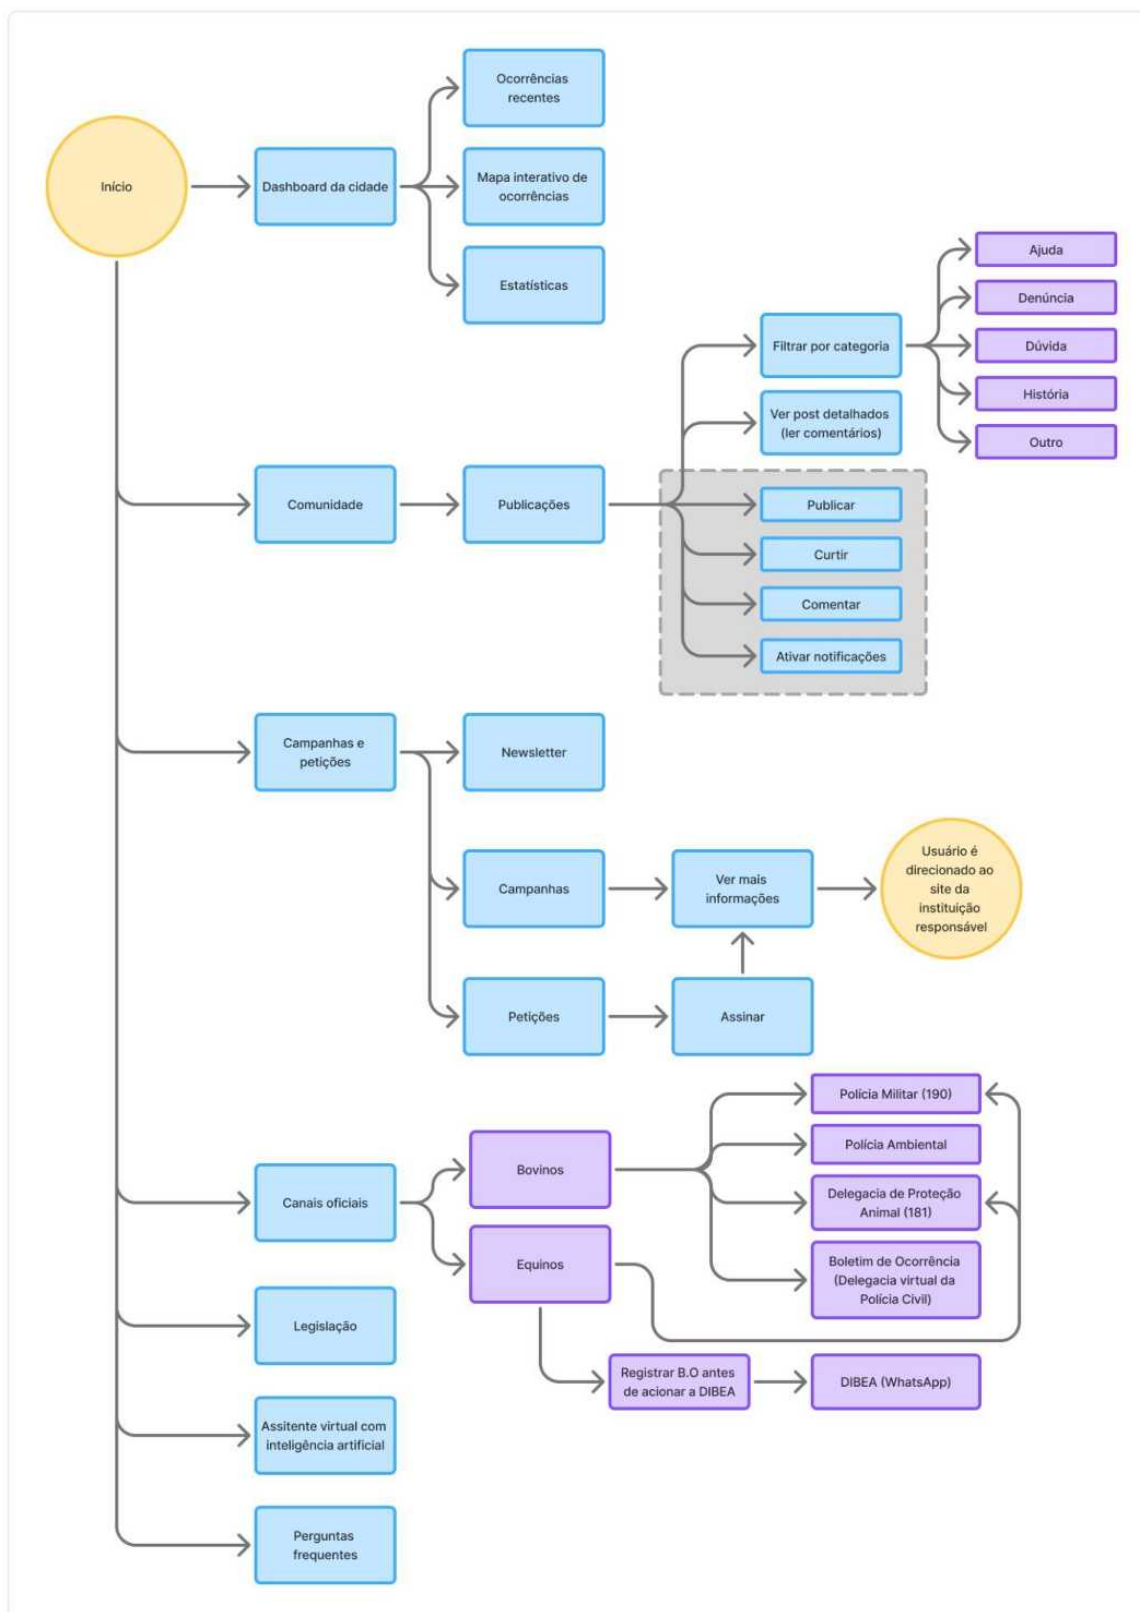 Início
Dashboard da cidade
Ocorrências
recentes
Mapa interativo de
ocorrências
Estatísticas
Comunidade
Publicações
Filtrar por categoria
Ajuda
Denúncia
Dúvida
História
Outro
Ver post detalhados
(ler comentários)
Publicar
Curtir
Comentar
Ativar notificações
Campanhas e
petições
Newsletter
Campanhas
Ver mais
informações
Usuário é
direcionado ao
site da
instituição
responsável
Petições
Assinar
Canais oficiais
Bovinos
Polícia Militar (190)
Polícia Ambiental
Delegacia de Proteção
Animal (181)
Boletim de Ocorrência
(Delegacia virtual da
Polícia Civil)
Equinos
Registrar B.O antes
de acionar a DIBEA
DIBEA (WhatsApp)
Legislação
Assitente virtual com
inteligência artificial
Perguntas
frequentes